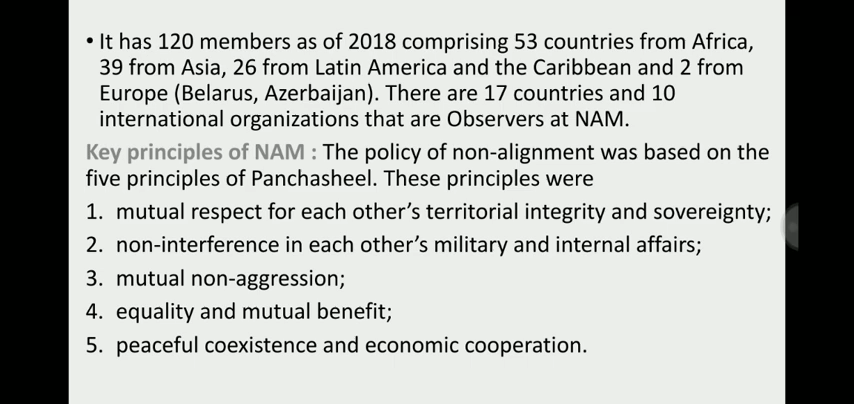 • It has 120 members as of 2018 comprising 53 countries from Africa,
39 from Asia, 26 from Latin America and the Caribbean and 2 from
Europe (Belarus, Azerbaijan). There are 17 countries and 10
international organizations that are Observers at NAM.
Key principles of NAM : The policy of non-alignment was based on the
five principles of Panchasheel. These principles were
1. mutual respect for each other’s territorial integrity and sovereignty;
2. non-interference in each other’s military and internal affairs;
3. mutual non-aggression;
4. equality and mutual benefit;
5. peaceful coexistence and economic cooperation.